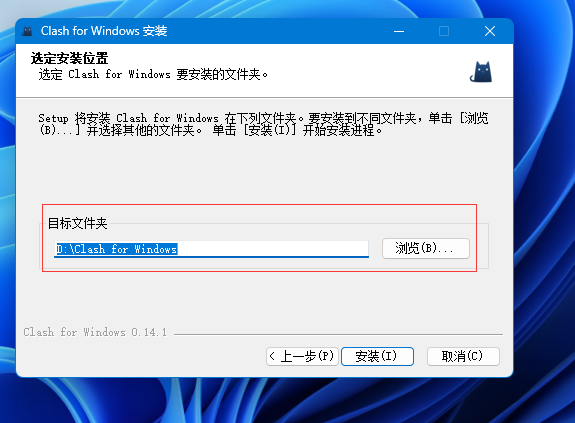 Clash for Windows 安装
选定安装位置
选定 Clash for Windows 要安装的文件夹。
Setup 将安装 Clash for Windows 在下列文件夹。要安装到不同文件夹，单击 [浏览
(B)...] 并选择其他的文件夹。 单击 [安装(I)] 开始安装进程。
目标文件夹
D:\Clash for Windows
浏览(B)...
Clash for Windows 0.14.1
< 上一步(P)
安装(I)
取消(C)